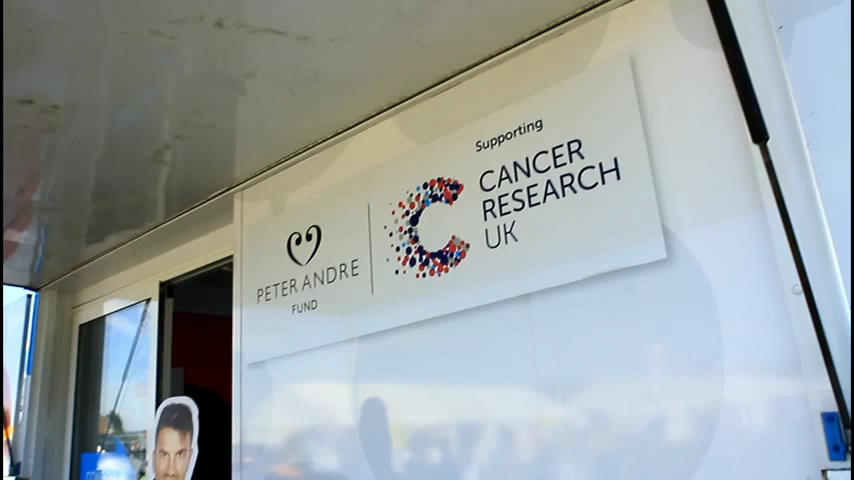 Supporting
CANCER
RESEARCH
UK
PETER ANDRE
FUND